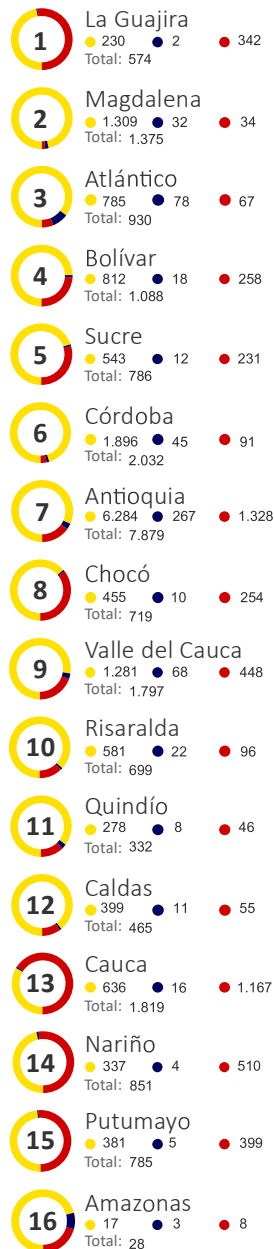 1
La Guajira
230 2 342
Total: 574
2
Magdalena
1.309 32 34
Total: 1.375
3
Atlántico
785 78 67
Total: 930
4
Bolívar
812 18 258
Total: 1.088
5
Sucre
543 12 231
Total: 786
6
Córdoba
1.896 45 91
Total: 2.032
7
Antioquia
6.284 267 1.328
Total: 7.879
8
Chocó
455 10 254
Total: 719
9
Valle del Cauca
1.281 68 448
Total: 1.797
10
Risaralda
581 22 96
Total: 699
11
Quindío
278 8 46
Total: 332
12
Caldas
399 11 55
Total: 465
13
Cauca
636 16 1.167
Total: 1.819
14
Nariño
337 4 510
Total: 851
15
Putumayo
381 5 399
Total: 785
16
Amazonas
17 3 8
Total: 28